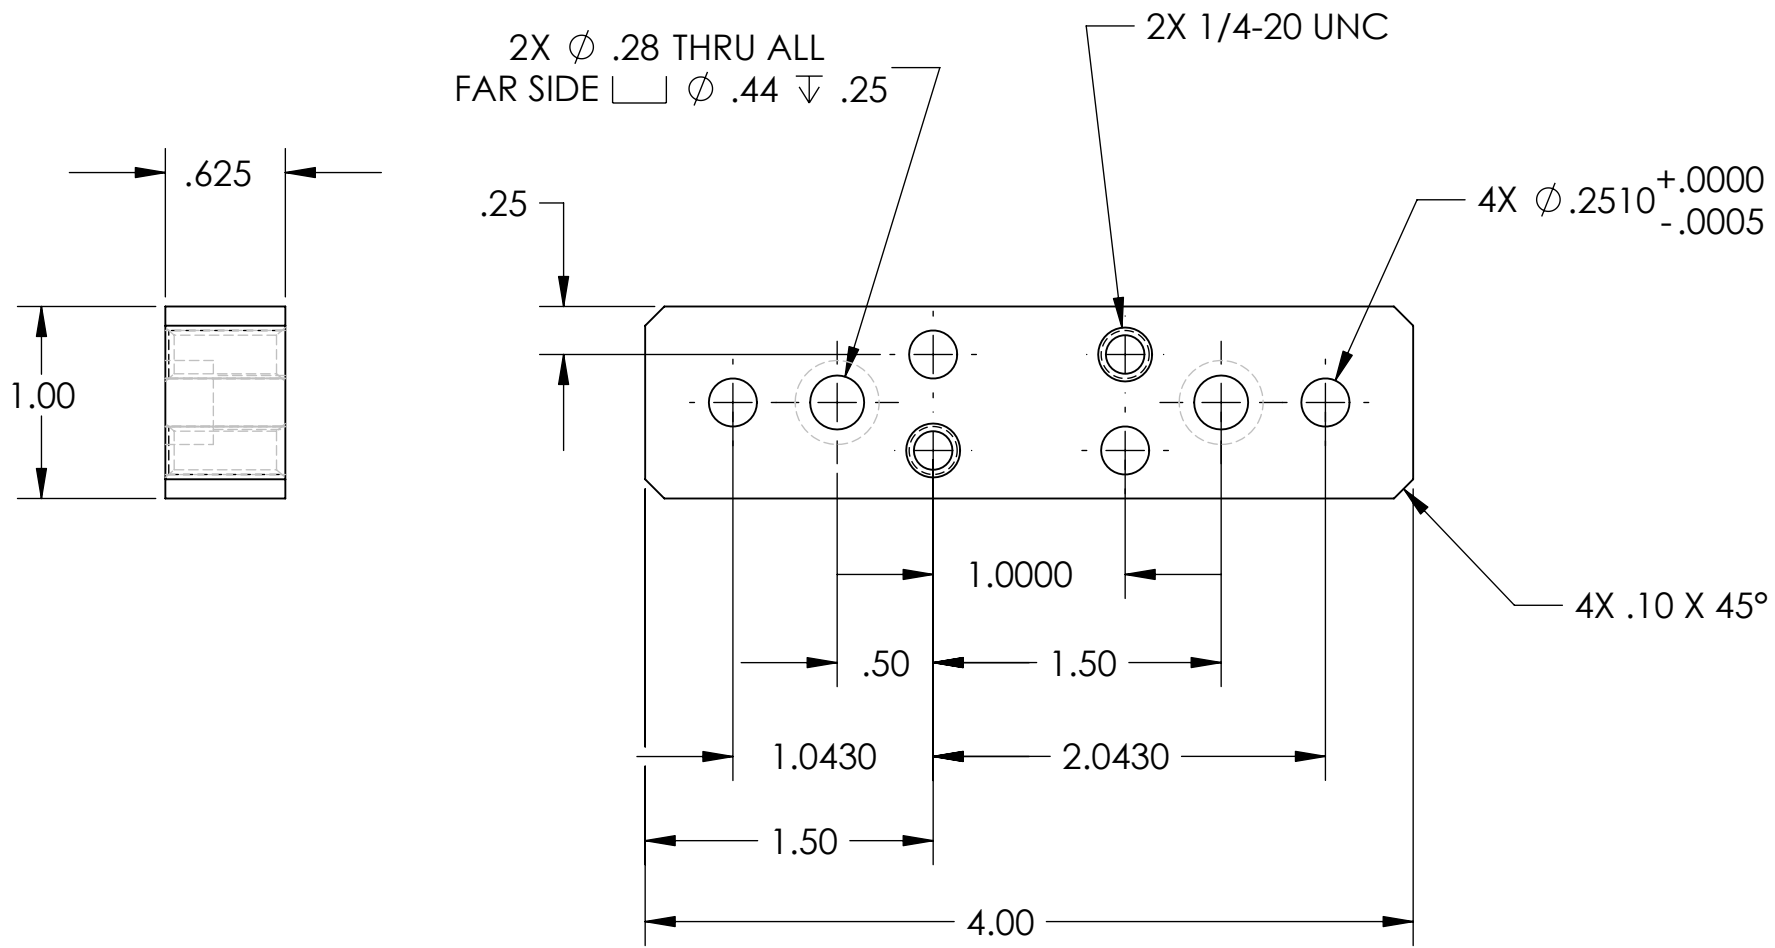 2X ⌀ .28 THRU ALL
FAR SIDE ⌴ ⌀ .44 ↧ .25
2X 1/4-20 UNC
.625
.25
4X ⌀ .2510 +.0000
-.0005
1.00
1.0000
4X .10 X 45°
.50
1.50
1.0430
2.0430
1.50
4.00